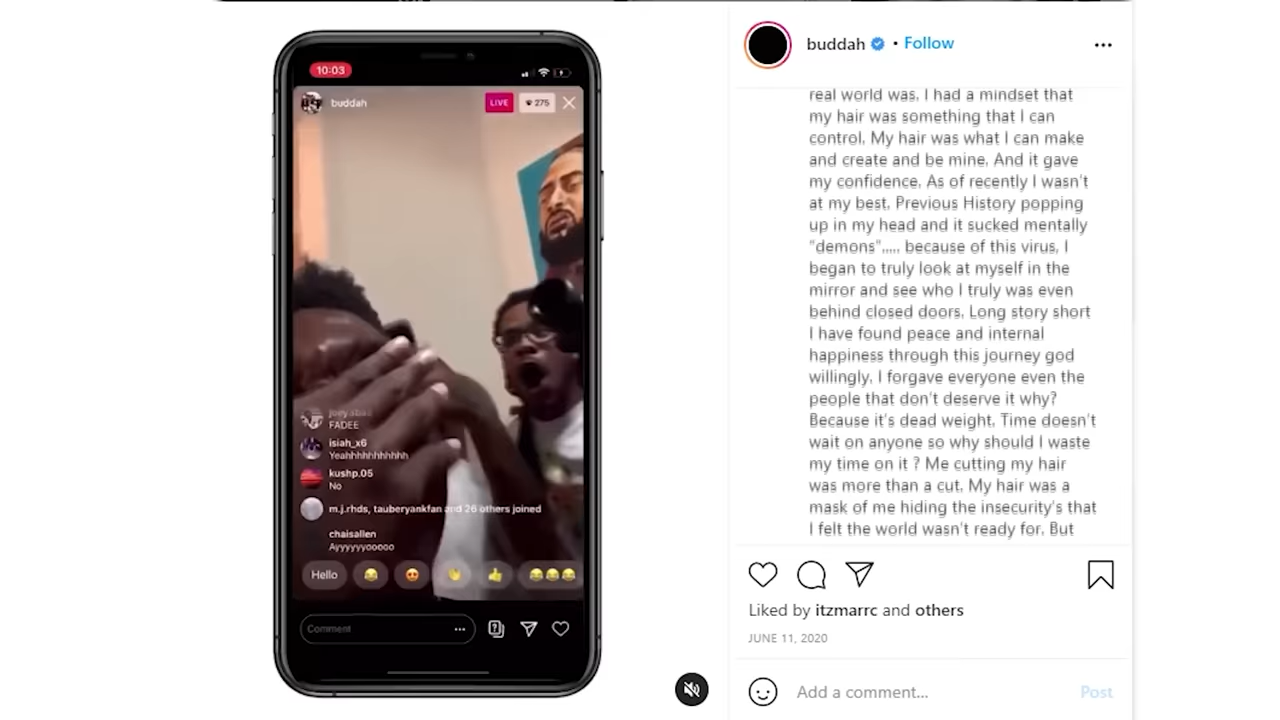 10:03
buddah
LIVE
275
FADEE
isiah_x6
Yeahhhhhhhhhhh
kushp.05
No
m.j.rhds, tauberyankfan and 26 others joined
chaisallen
Ayyyyyyooooo
Hello
Comment
buddah • Follow
real world was. I had a mindset that
my hair was something that I can
control. My hair was what I can make
and create and be mine. And it gave
my confidence. As of recently I wasn't
at my best. Previous History popping
up in my head and it sucked mentally
"demons"..... because of this virus, I
began to truly look at myself in the
mirror and see who I truly was even
behind closed doors. Long story short
I have found peace and internal
happiness through this journey god
willingly. I forgave everyone even the
people that don't deserve it why?
Because it's dead weight. Time doesn't
wait on anyone so why should I waste
my time on it ? Me cutting my hair
was more than a cut. My hair was a
mask of me hiding the insecurity's that
I felt the world wasn't ready for. But
Liked by itzmarrc and others
JUNE 11, 2020
Add a comment...
Post